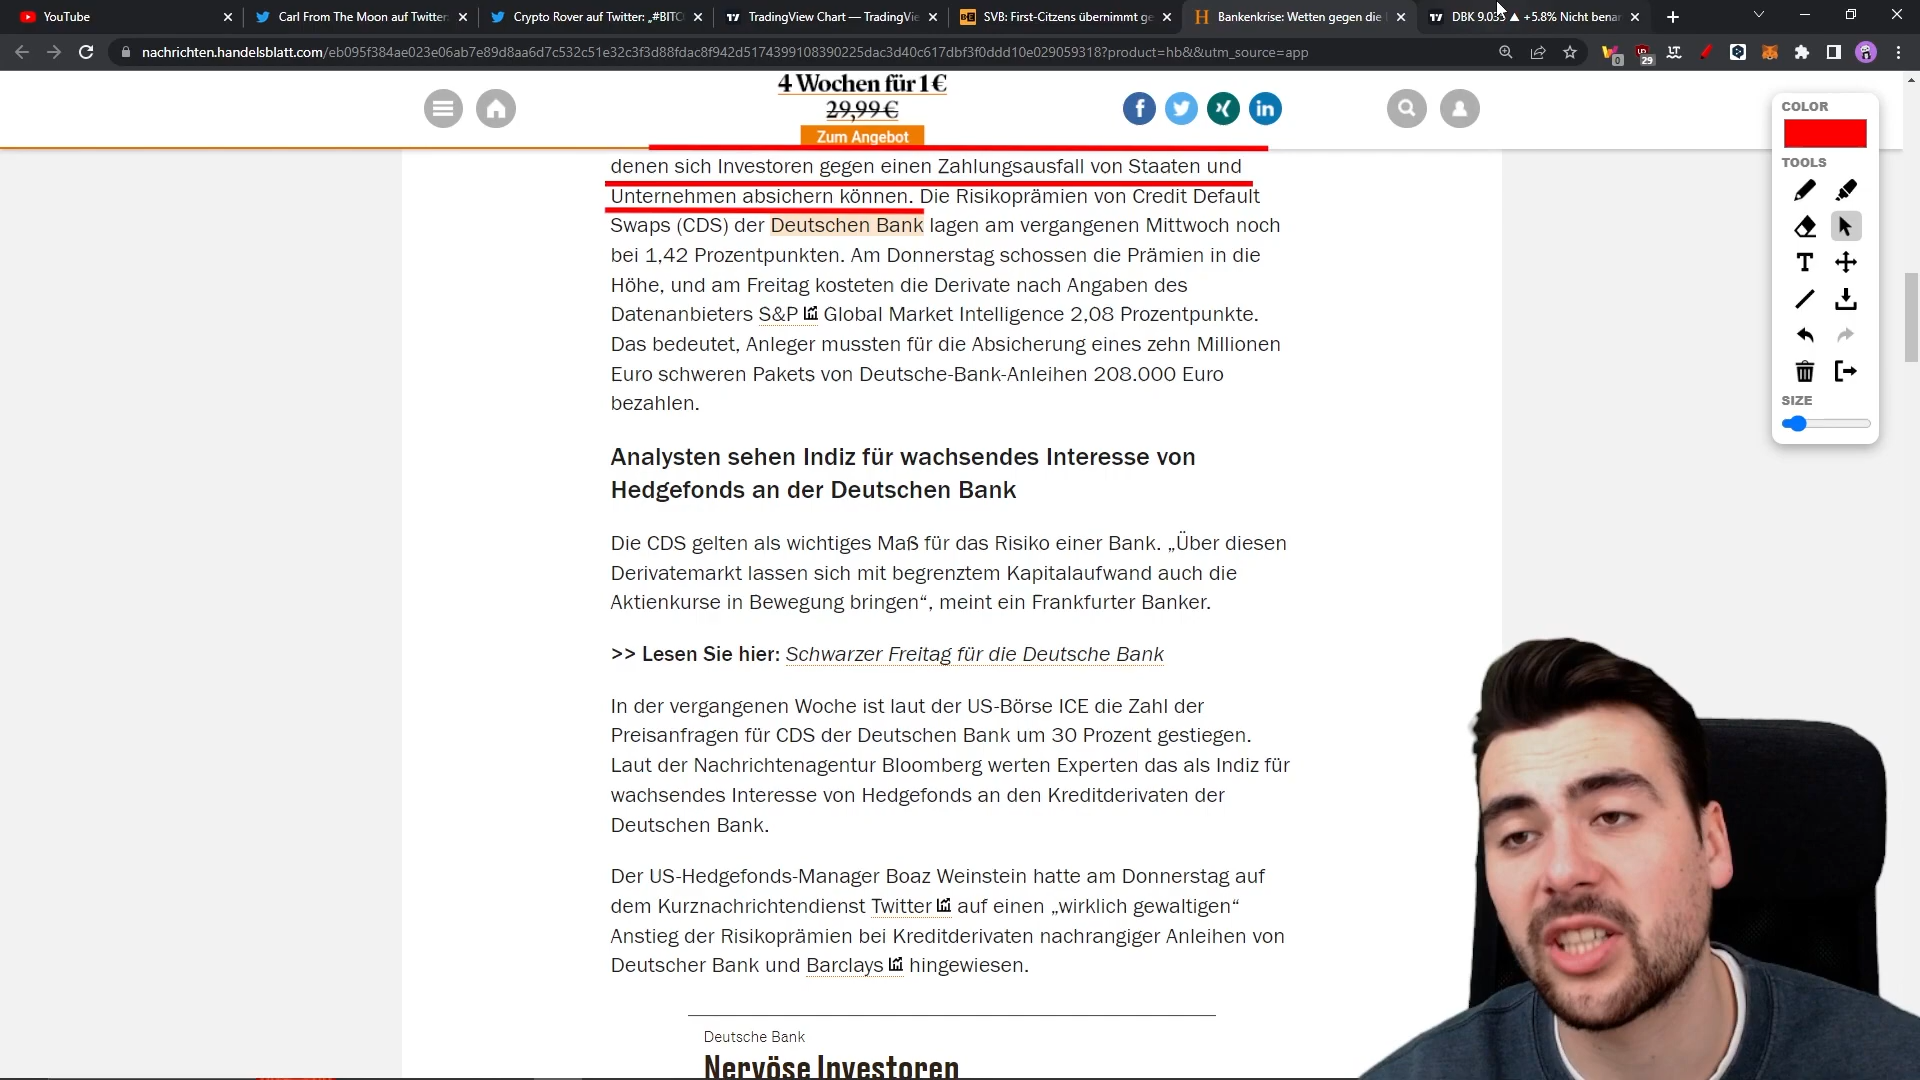 YouTube
Carl From The Moon auf Twitter:
Crypto Rover auf Twitter: „#BITC
TradingView Chart — TradingVie
SVB: First-Citzens übernimmt ge
Bankenkrise: Wetten gegen die
DBK 9.035 ▲ +5.8% Nicht benan
nachrichten.handelsblatt.com/eb095f384ae023e06ab7e89d8aa6d7c532c51e32c3f3d88fdac8f942d5174399108390225dac3d40c617dbf3f0ddd10e029059318?product=hb&&utm_source=app
0
29
4 Wochen für 1 €
29,99 €
Zum Angebot
denen sich Investoren gegen einen Zahlungsausfall von Staaten und
Unternehmen absichern können. Die Risikoprämien von Credit Default
Swaps (CDS) der Deutschen Bank lagen am vergangenen Mittwoch noch
bei 1,42 Prozentpunkten. Am Donnerstag schossen die Prämien in die
Höhe, und am Freitag kosteten die Derivate nach Angaben des
Datenanbieters S&P Global Market Intelligence 2,08 Prozentpunkte.
Das bedeutet, Anleger mussten für die Absicherung eines zehn Millionen
Euro schweren Pakets von Deutsche-Bank-Anleihen 208.000 Euro
bezahlen.
Analysten sehen Indiz für wachsendes Interesse von
Hedgefonds an der Deutschen Bank
Die CDS gelten als wichtiges Maß für das Risiko einer Bank. „Über diesen
Derivatemarkt lassen sich mit begrenztem Kapitalaufwand auch die
Aktienkurse in Bewegung bringen“, meint ein Frankfurter Banker.
>> Lesen Sie hier: Schwarzer Freitag für die Deutsche Bank
In der vergangenen Woche ist laut der US-Börse ICE die Zahl der
Preisanfragen für CDS der Deutschen Bank um 30 Prozent gestiegen.
Laut der Nachrichtenagentur Bloomberg werten Experten das als Indiz für
wachsendes Interesse von Hedgefonds an den Kreditderivaten der
Deutschen Bank.
Der US-Hedgefonds-Manager Boaz Weinstein hatte am Donnerstag auf
dem Kurznachrichtendienst Twitter auf einen „wirklich gewaltigen“
Anstieg der Risikoprämien bei Kreditderivaten nachrangiger Anleihen von
Deutscher Bank und Barclays hingewiesen.
Deutsche Bank
Nervöse Investoren
COLOR
TOOLS
SIZE